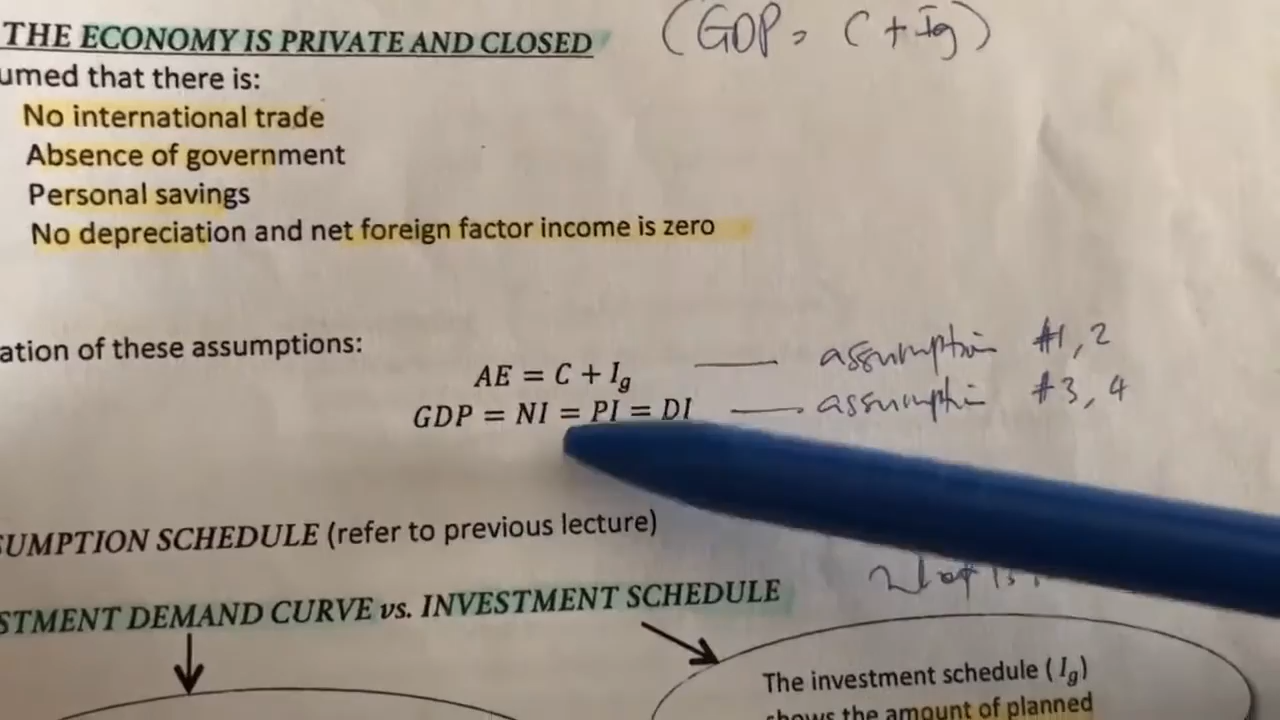 THE ECONOMY IS PRIVATE AND CLOSED (GDP = C + Ig)
umed that there is:
No international trade
Absence of government
Personal savings
No depreciation and net foreign factor income is zero
ation of these assumptions:
AE = C + Ig — assumption #1, 2
GDP = NI = PI = DI — assumption #3, 4
SUMPTION SCHEDULE (refer to previous lecture)
STMENT DEMAND CURVE vs. INVESTMENT SCHEDULE
The investment schedule (Ig)
shows the amount of planned